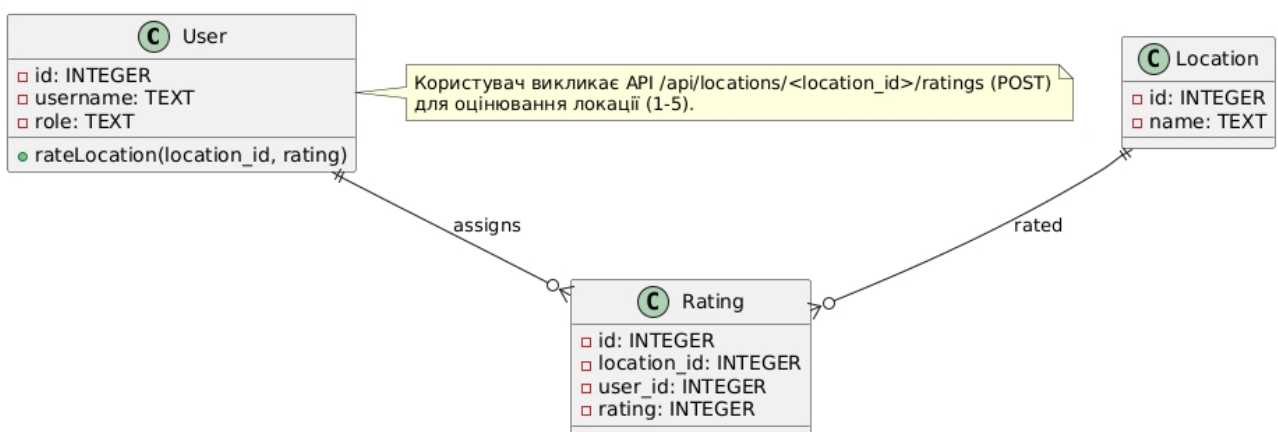 C User
id: INTEGER
username: TEXT
role: TEXT
rateLocation(location_id, rating)
Користувач викликає API /api/locations/<location_id>/ratings (POST)
для оцінювання локації (1-5).
C Location
id: INTEGER
name: TEXT
assigns
rated
C Rating
id: INTEGER
location_id: INTEGER
user_id: INTEGER
rating: INTEGER